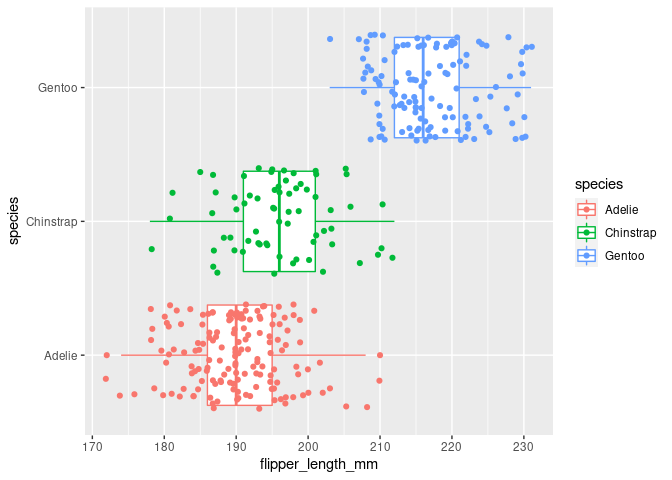 Gentoo
Chinstrap
Adelie
species
170 180 190 200 210 220 230
flipper_length_mm
species
Adelie
Chinstrap
Gentoo